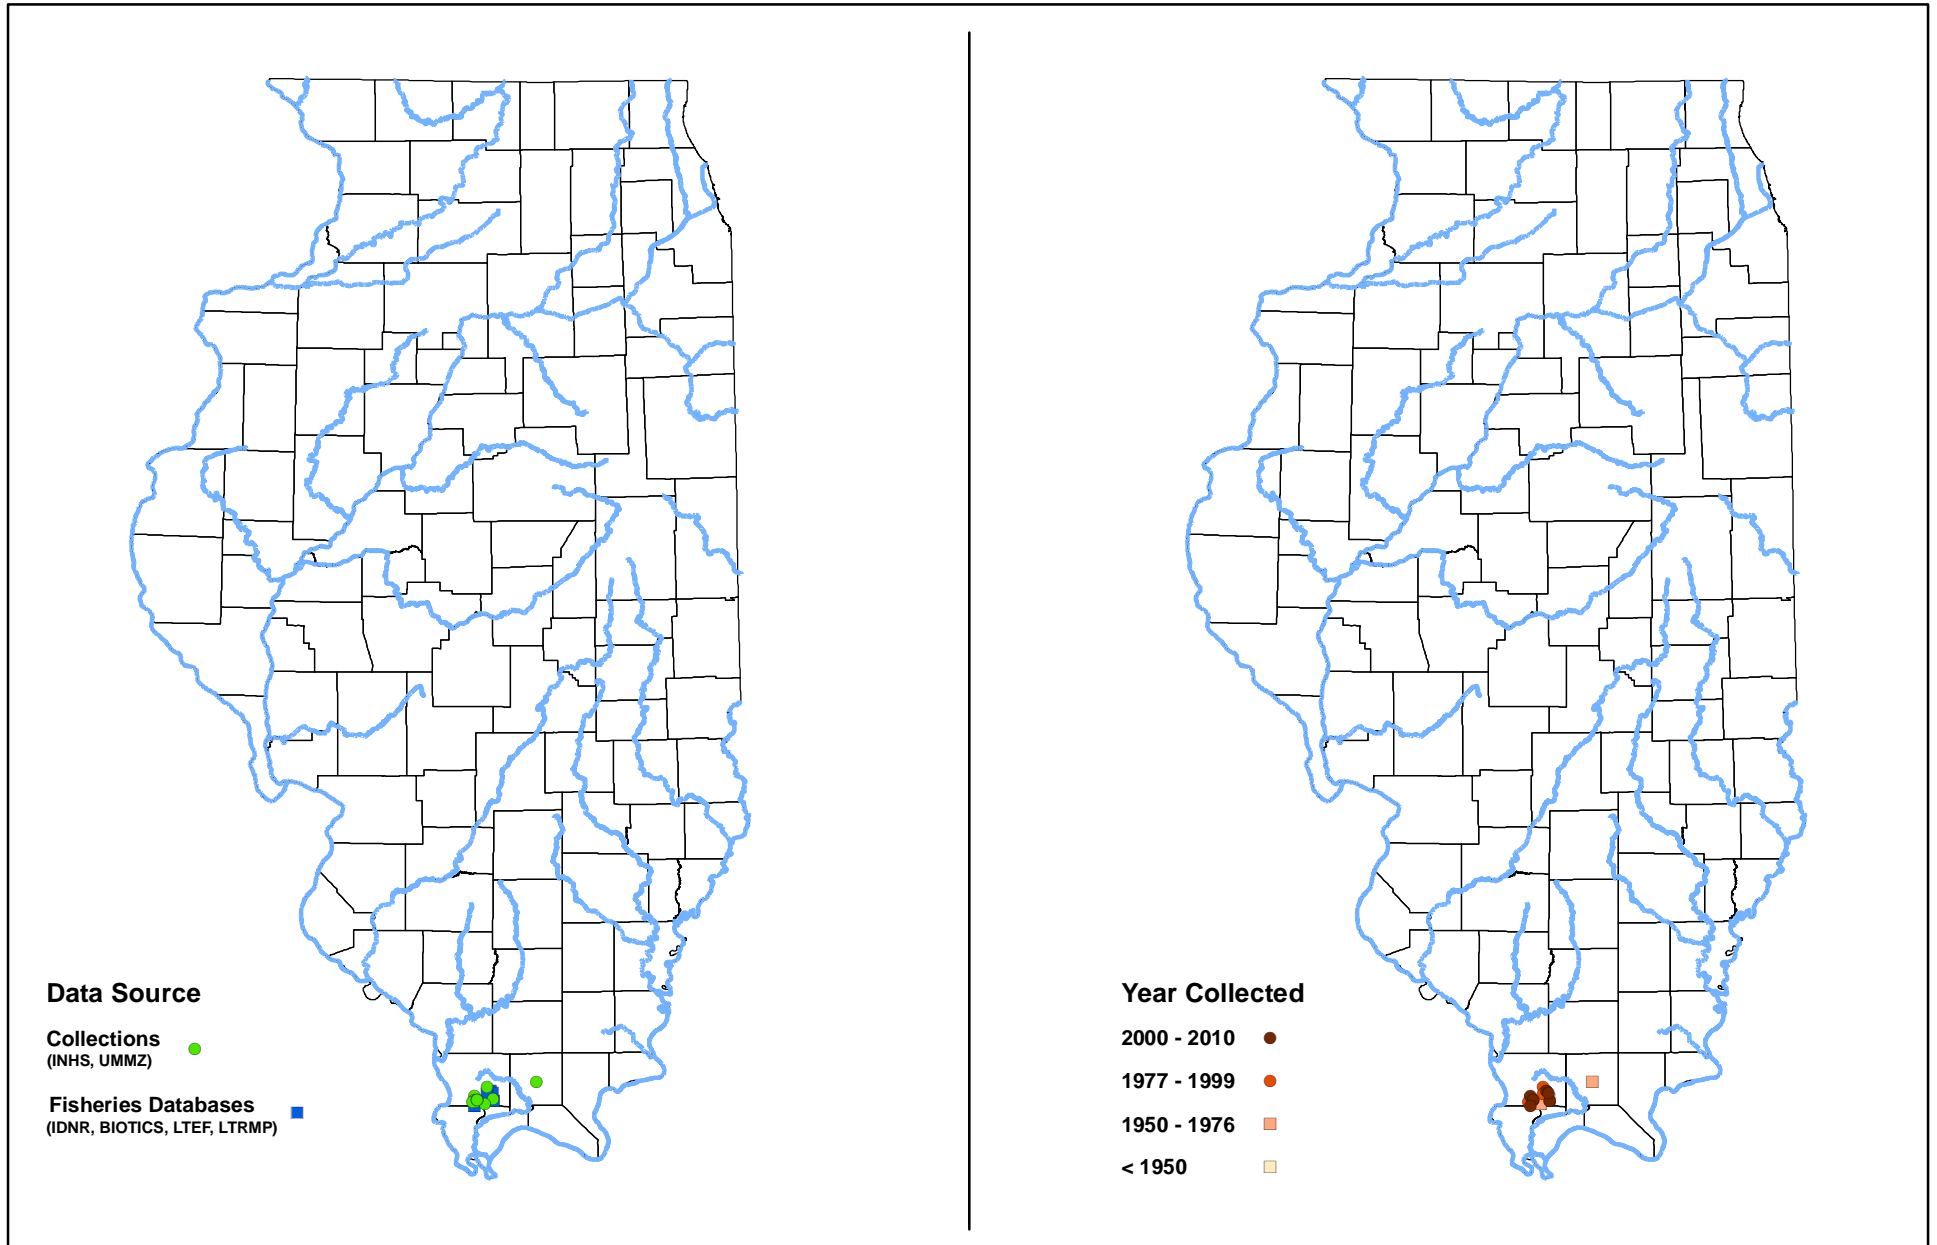 Data Source
Collections
(INHS, UMMZ)
Fisheries Databases
(IDNR, BIOTICS, LTEF, LTRMP)
Year Collected
2000 - 2010
1977 - 1999
1950 - 1976
< 1950